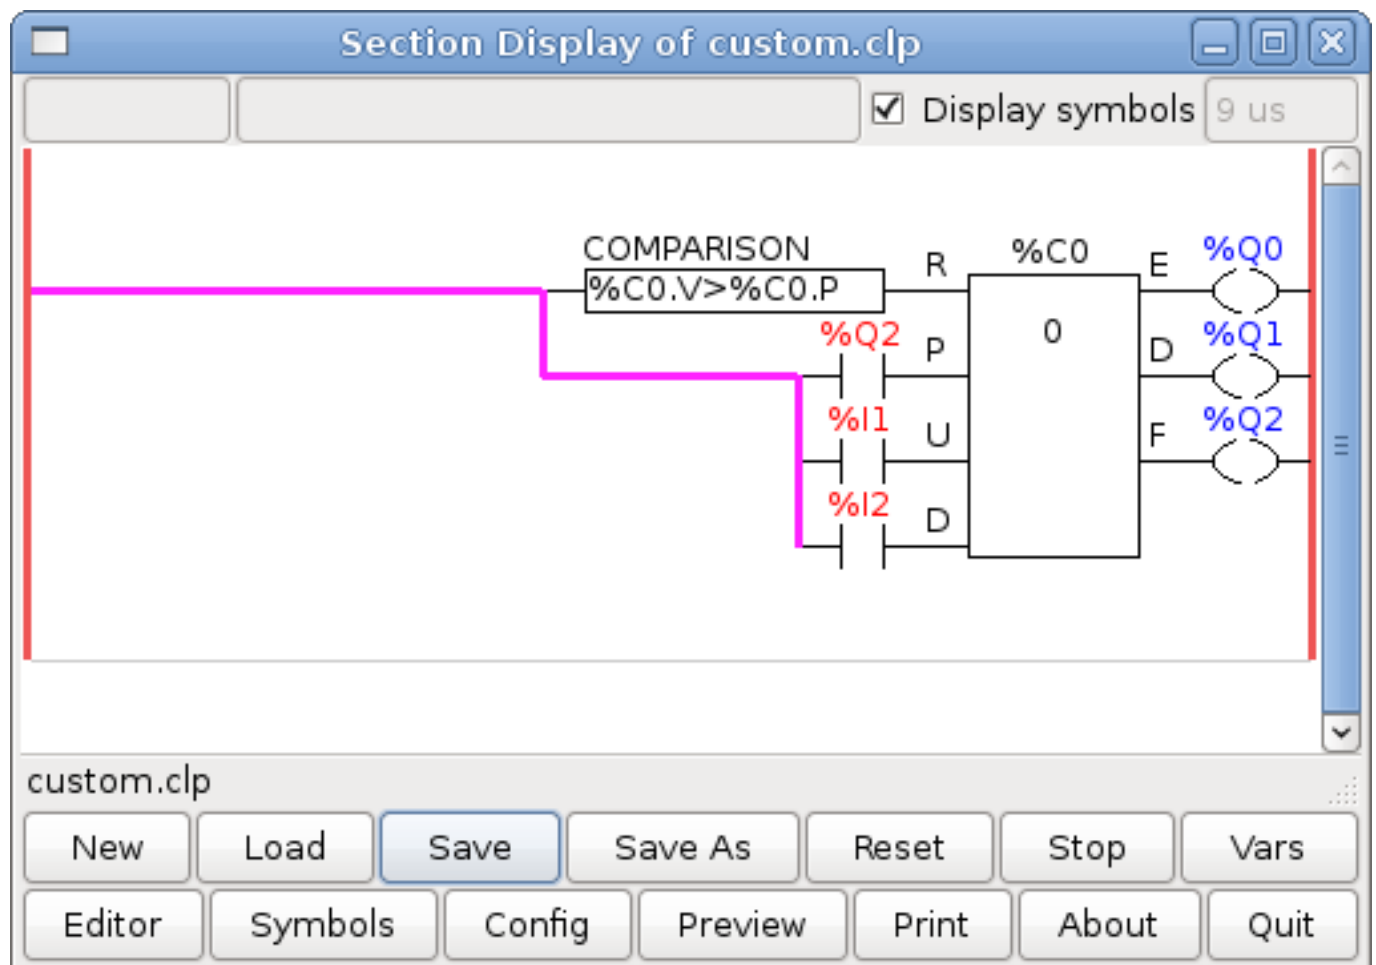 Section Display of custom.clp
Display symbols 9 us
COMPARISON R %C0 E %Q0
%C0.V>%C0.P
%Q2 P 0 D %Q1
%I1 U F %Q2
%I2 D
custom.clp
New Load Save Save As Reset Stop Vars
Editor Symbols Config Preview Print About Quit